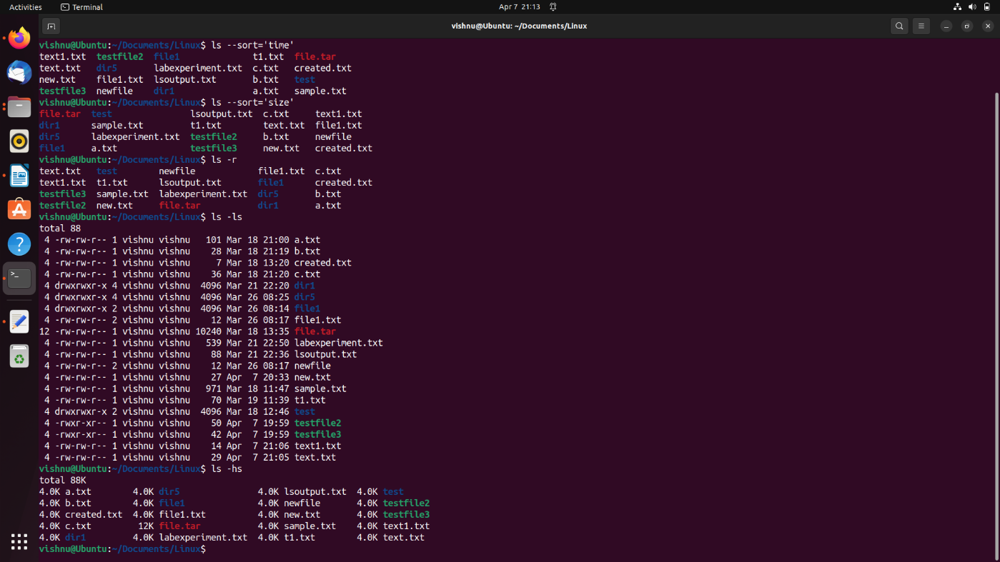 Activities Terminal Apr 7 21:13
vishnu@Ubuntu: ~/Documents/Linux
vishnu@Ubuntu:~/Documents/Linux$ ls --sort='time'
text1.txt testfile2 file1 t1.txt file.tar
text.txt dir5 labexperiment.txt c.txt created.txt
new.txt file1.txt lsoutput.txt b.txt test
testfile3 newfile dir1 a.txt sample.txt
vishnu@Ubuntu:~/Documents/Linux$ ls --sort='size'
file.tar test lsoutput.txt c.txt text1.txt
dir1 sample.txt t1.txt text.txt file1.txt
dir5 labexperiment.txt testfile2 b.txt newfile
file1 a.txt testfile3 new.txt created.txt
vishnu@Ubuntu:~/Documents/Linux$ ls -r
text.txt test newfile file1.txt c.txt
text1.txt t1.txt lsoutput.txt file1 created.txt
testfile3 sample.txt labexperiment.txt dir5 b.txt
testfile2 new.txt file.tar dir1 a.txt
vishnu@Ubuntu:~/Documents/Linux$ ls -ls
total 88
4 -rw-rw-r-- 1 vishnu vishnu 101 Mar 18 21:00 a.txt
4 -rw-rw-r-- 1 vishnu vishnu 28 Mar 18 21:19 b.txt
4 -rw-rw-r-- 1 vishnu vishnu 7 Mar 18 13:20 created.txt
4 -rw-rw-r-- 1 vishnu vishnu 36 Mar 18 21:20 c.txt
4 drwxrwxr-x 4 vishnu vishnu 4096 Mar 21 22:20 dir1
4 drwxrwxr-x 4 vishnu vishnu 4096 Mar 26 08:25 dir5
4 drwxrwxr-x 2 vishnu vishnu 4096 Mar 26 08:14 file1
4 -rw-rw-r-- 2 vishnu vishnu 12 Mar 26 08:17 file1.txt
12 -rw-rw-r-- 1 vishnu vishnu 10240 Mar 18 13:35 file.tar
4 -rw-rw-r-- 1 vishnu vishnu 539 Mar 21 22:50 labexperiment.txt
4 -rw-rw-r-- 1 vishnu vishnu 88 Mar 21 22:36 lsoutput.txt
4 -rw-rw-r-- 2 vishnu vishnu 12 Mar 26 08:17 newfile
4 -rw-rw-r-- 1 vishnu vishnu 27 Apr 7 20:33 new.txt
4 -rw-rw-r-- 1 vishnu vishnu 971 Mar 18 11:47 sample.txt
4 -rw-rw-r-- 1 vishnu vishnu 70 Mar 19 11:39 t1.txt
4 drwxrwxr-x 2 vishnu vishnu 4096 Mar 18 12:46 test
4 -rwxr-xr-- 1 vishnu vishnu 50 Apr 7 19:59 testfile2
4 -rwxr-xr-- 1 vishnu vishnu 42 Apr 7 19:59 testfile3
4 -rw-rw-r-- 1 vishnu vishnu 14 Apr 7 21:06 text1.txt
4 -rw-rw-r-- 1 vishnu vishnu 29 Apr 7 21:05 text.txt
vishnu@Ubuntu:~/Documents/Linux$ ls -hs
total 88K
4.0K a.txt 4.0K dir5 4.0K lsoutput.txt 4.0K test
4.0K b.txt 4.0K file1 4.0K newfile 4.0K testfile2
4.0K created.txt 4.0K file1.txt 4.0K new.txt 4.0K testfile3
4.0K c.txt 12K file.tar 4.0K sample.txt 4.0K text1.txt
4.0K dir1 4.0K labexperiment.txt 4.0K t1.txt 4.0K text.txt
vishnu@Ubuntu:~/Documents/Linux$